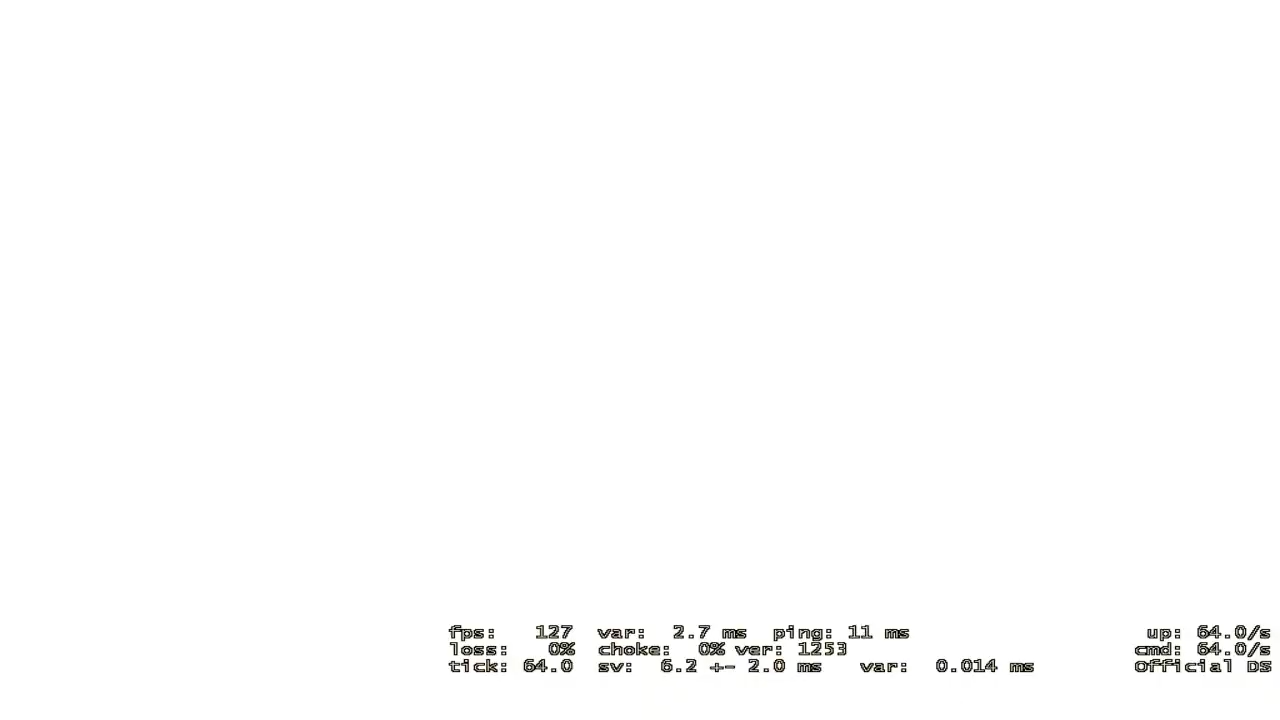 fps: 127 var: 2.7 ms ping: 11 ms up: 64.0/s
loss: 0% choke: 0% ver: 1253 cmd: 64.0/s
tick: 64.0 sv: 6.2 +- 2.0 ms var: 0.014 ms Official DS